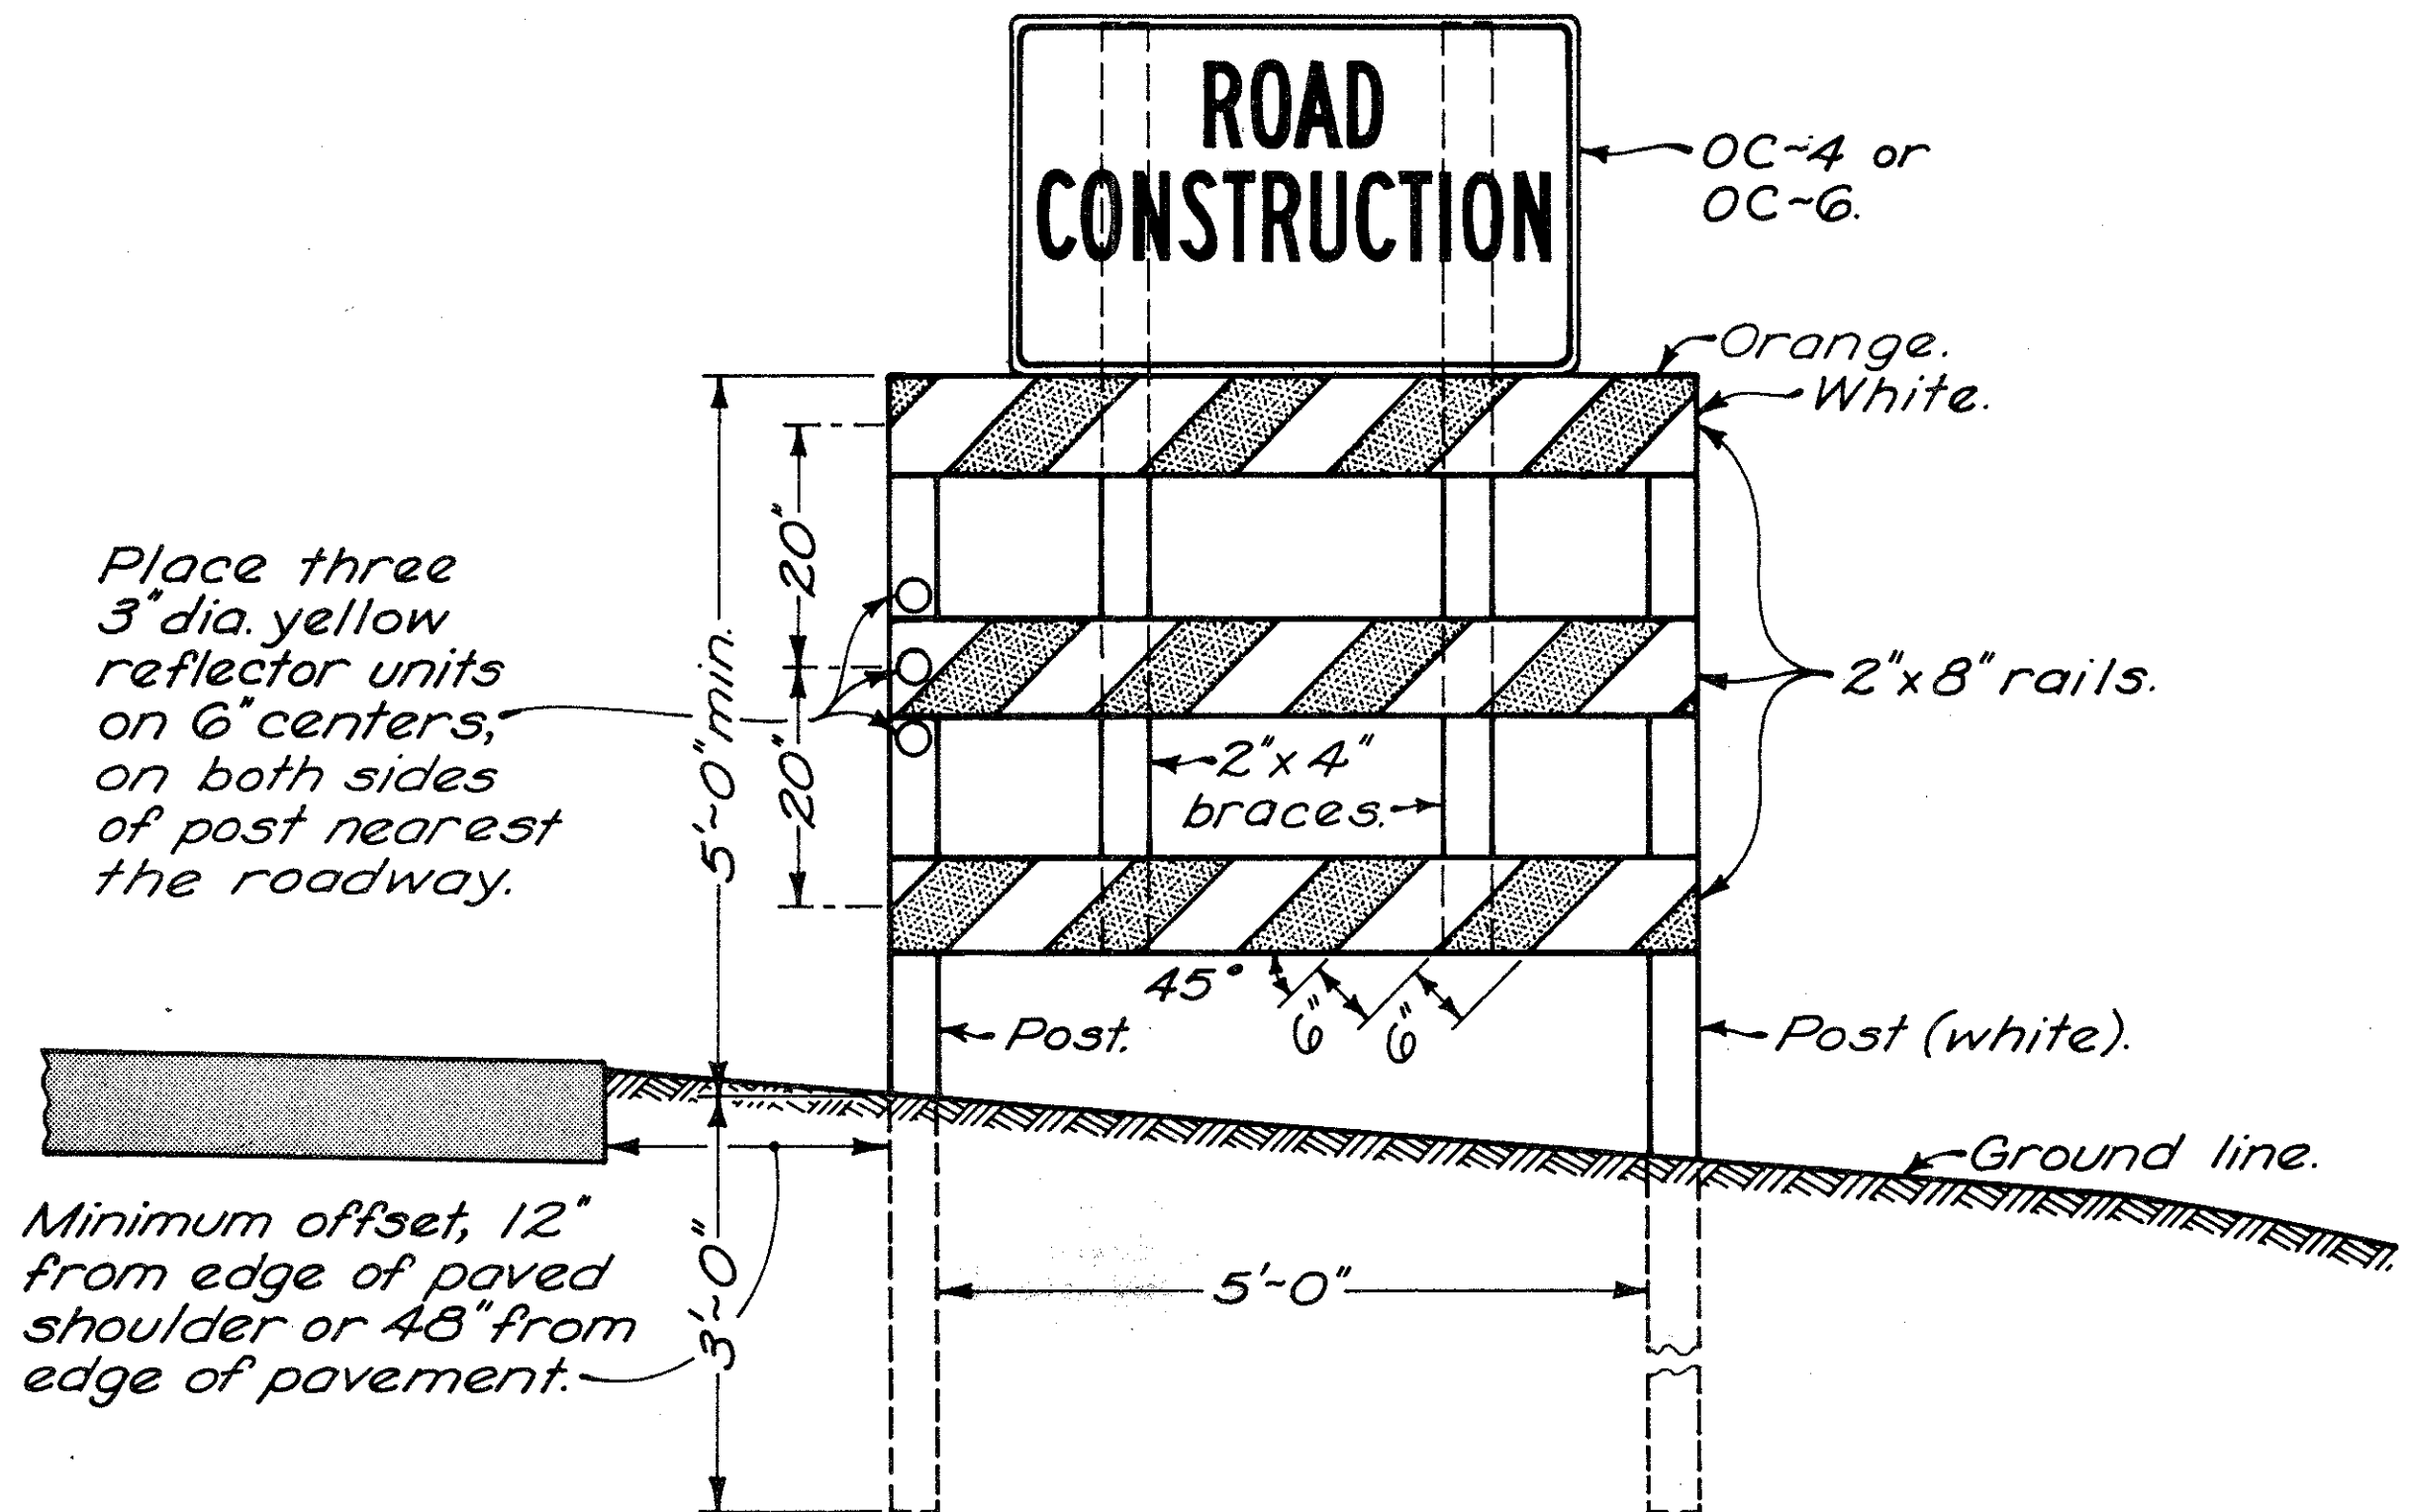 ROAD
CONSTRUCTION
OC~4 or
OC~6.
Orange.
White.
20"
Place three
3" dia. yellow
reflector units
on 6" centers,
on both sides
of post nearest
the roadway.
5'~0" min.
20"
2" x 8" rails.
2" x 4"
braces.
45°
6"
6"
Post.
Post (white).
Ground line.
Minimum offset, 12"
from edge of paved
shoulder or 48" from
edge of pavement.
3'~0"
5'~0"